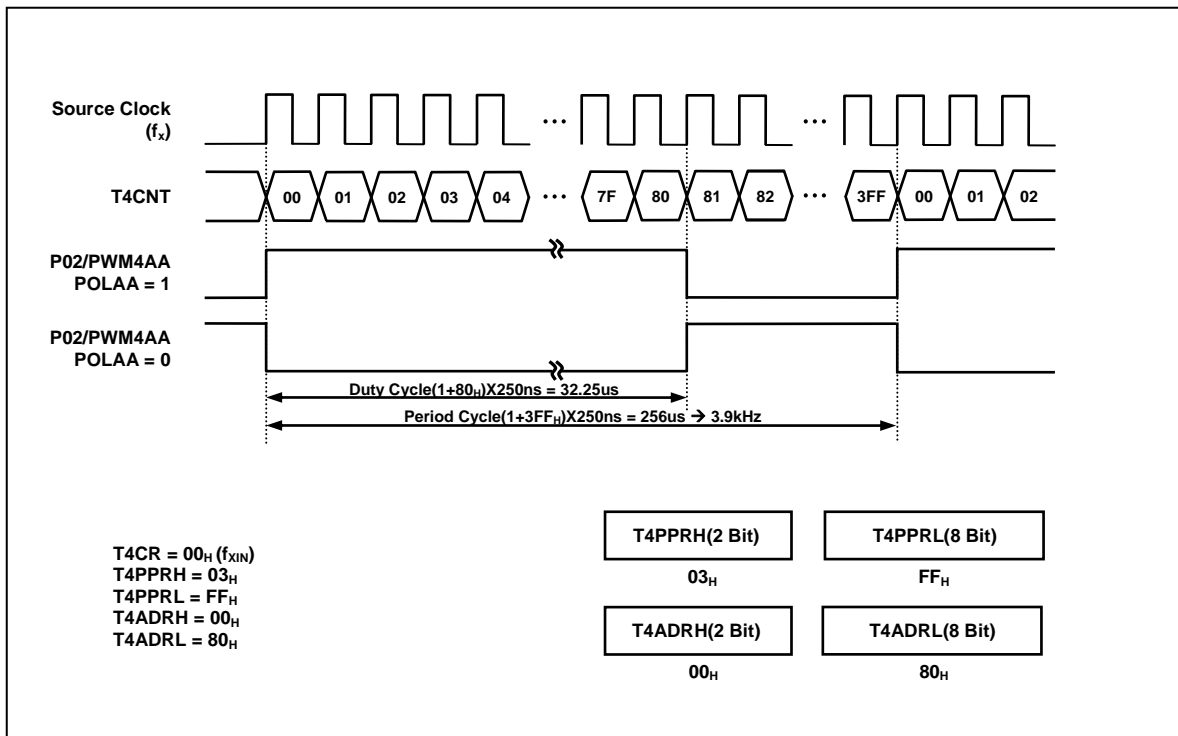 Source Clock
(fx)
T4CNT
00 01 02 03 04 ... 7F 80 81 82 ... 3FF 00 01 02
P02/PWM4AA
POLAA = 1
P02/PWM4AA
POLAA = 0
Duty Cycle(1+80H)X250ns = 32.25us
Period Cycle(1+3FFH)X250ns = 256us → 3.9kHz
T4CR = 00H (fXIN)
T4PPRH = 03H
T4PPRL = FFH
T4ADRH = 00H
T4ADRL = 80H
T4PPRH(2 Bit) T4PPRL(8 Bit)
03H FFH
T4ADRH(2 Bit) T4ADRL(8 Bit)
00H 80H